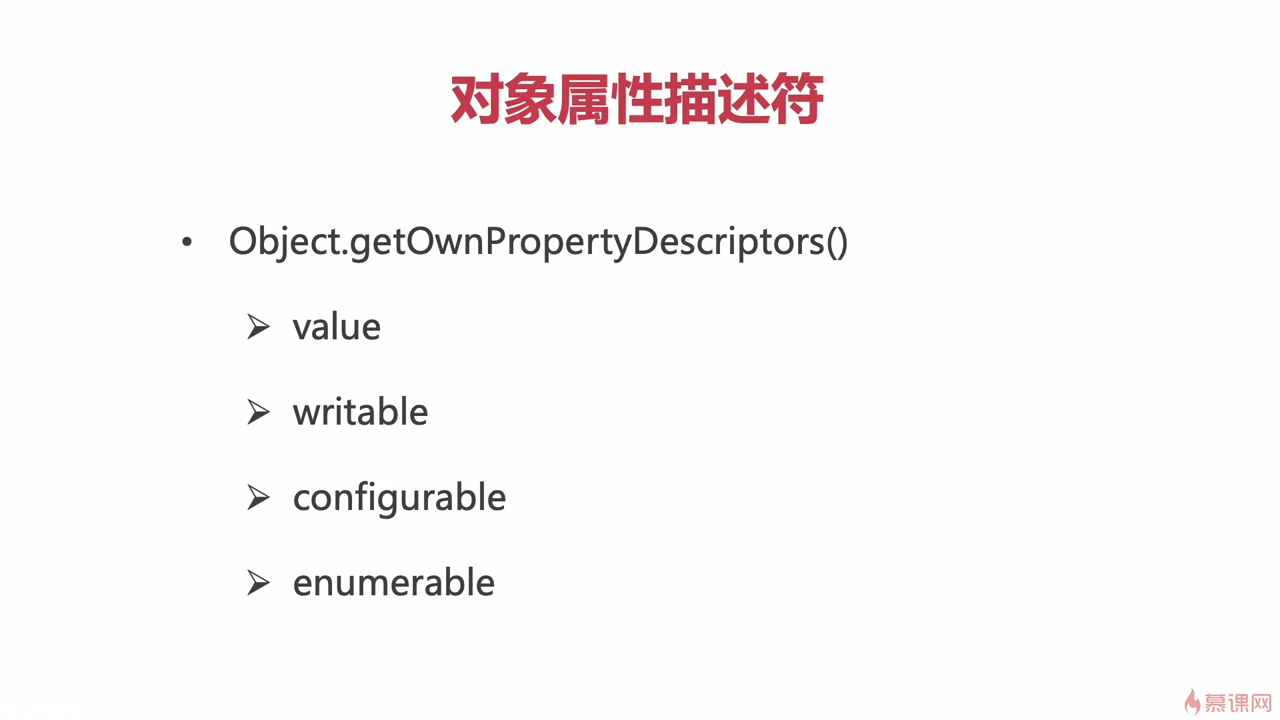 对象属性描述符
• Object.getOwnPropertyDescriptors()
➢ value
➢ writable
➢ configurable
➢ enumerable
慕课网